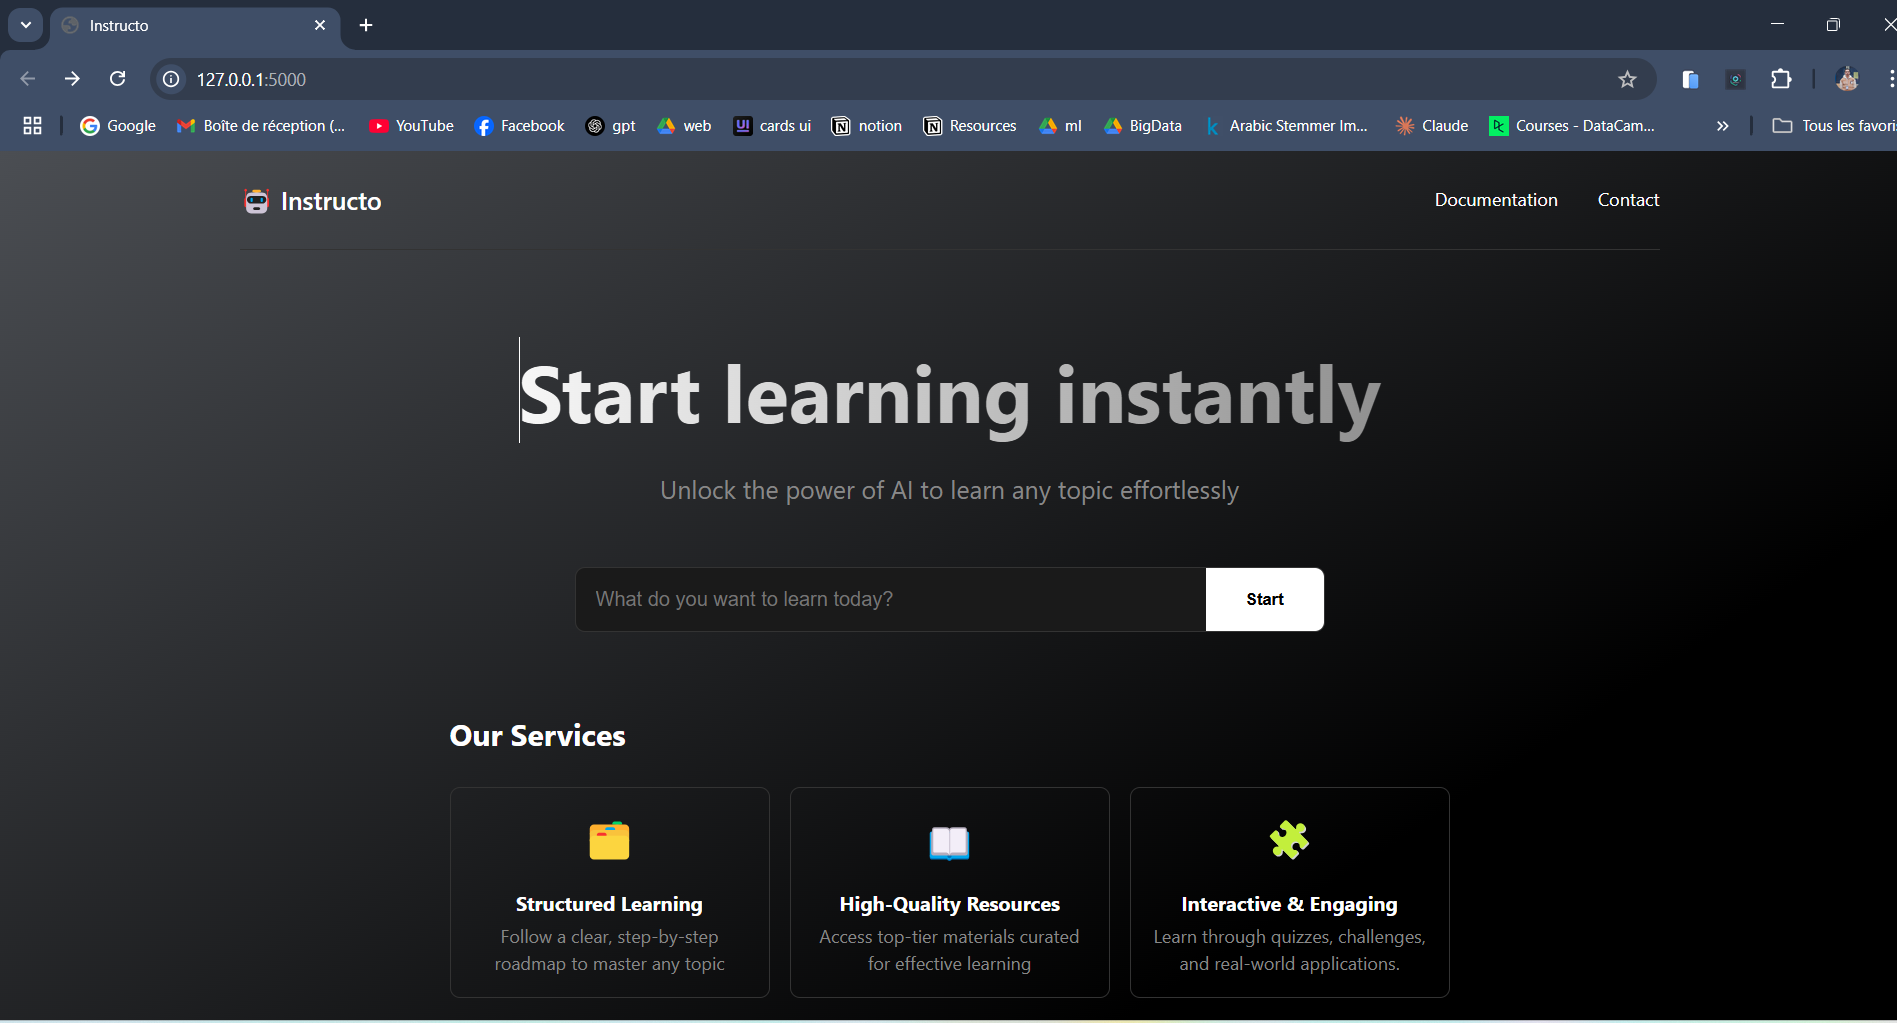 Instructo
127.0.0.1:5000
Google
Boîte de réception (...
YouTube
Facebook
gpt
web
cards ui
notion
Resources
ml
BigData
Arabic Stemmer Im...
Claude
Courses - DataCam...
Tous les favori
Instructo
Documentation
Contact
Start learning instantly
Unlock the power of AI to learn any topic effortlessly
What do you want to learn today?
Start
Our Services
Structured Learning
Follow a clear, step-by-step
roadmap to master any topic
High-Quality Resources
Access top-tier materials curated
for effective learning
Interactive & Engaging
Learn through quizzes, challenges,
and real-world applications.